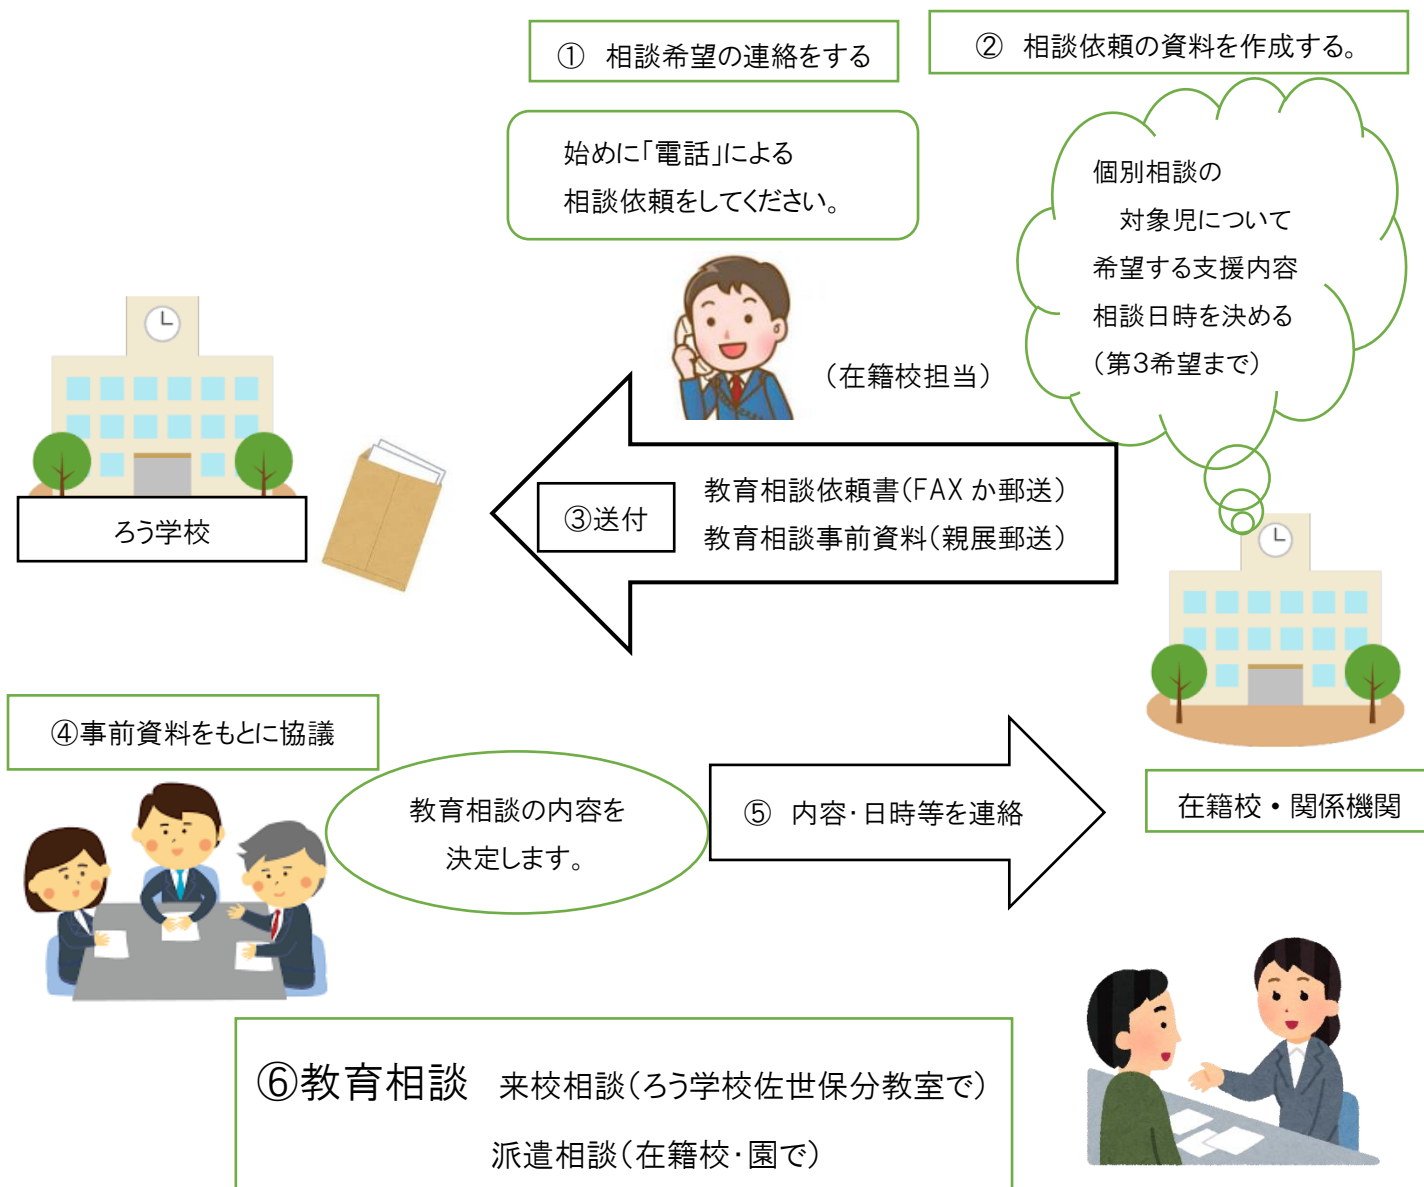 ① 相談希望の連絡をする
② 相談依頼の資料を作成する。
始めに「電話」による
相談依頼をしてください。
個別相談の
対象児について
希望する支援内容
相談日時を決める
（第３希望まで）
（在籍校担当）
ろう学校
③送付
教育相談依頼書（FAX か郵送）
教育相談事前資料（親展郵送）
④事前資料をもとに協議
教育相談の内容を
決定します。
⑤ 内容・日時等を連絡
在籍校・関係機関
⑥教育相談 来校相談（ろう学校佐世保分教室で）
派遣相談（在籍校・園で）